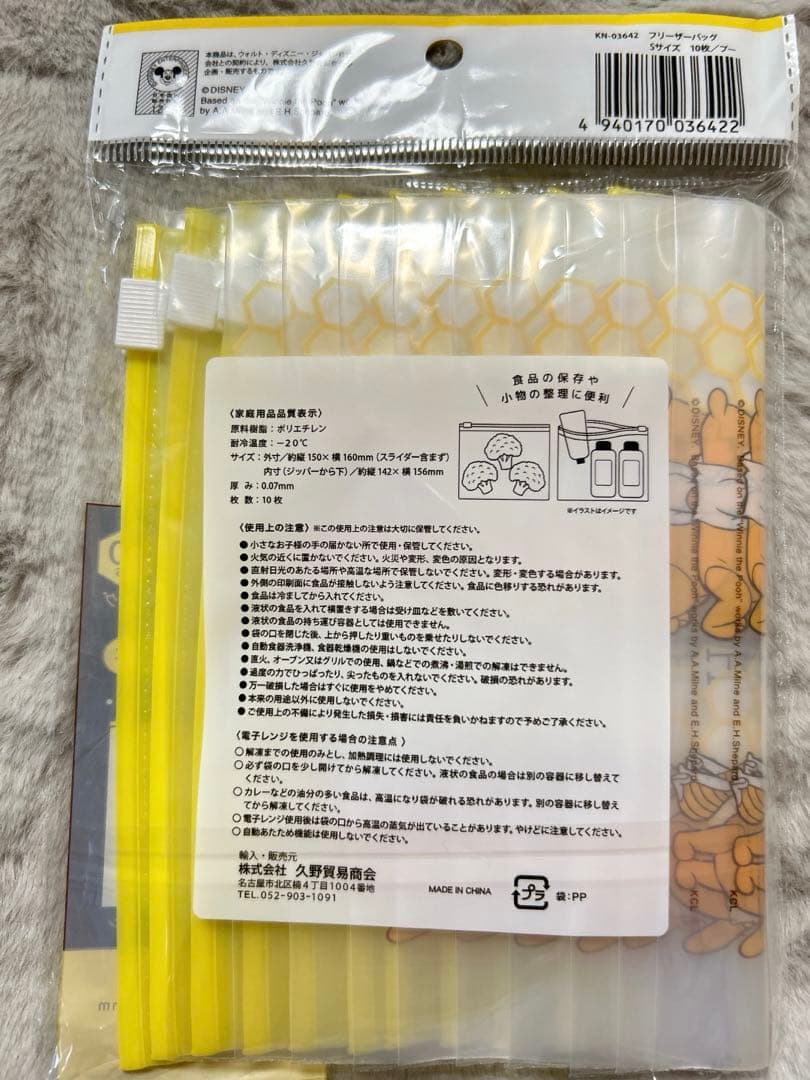 本商品は、ウォルト・ディズニー・ジ
会社との契約により、株式会社久
企画・販売するも
©DISNEY.
Based on "Winnie the Pooh"
by A.A.Milne and E.H.Shepard
KN-03642 フリーザーバッグ
Sサイズ 10枚／プー
4 940170 036422
食品の保存や
小物の整理に便利
※イラストはイメージです
〈家庭用品品質表示〉
原料樹脂：ポリエチレン
耐冷温度：−20℃
サイズ：外寸／約縦150×横160mm（スライダー含まず）
内寸（ジッパーから下）／約縦142×横156mm
厚 み：0.07mm
枚 数：10枚
〈使用上の注意〉※この使用上の注意は大切に保管してください。
●小さなお子様の手の届かない所で使用・保管してください。
●火気の近くに置かないでください。火災や変形、変色の原因となります。
●直射日光のあたる場所や高温な場所で保管しないでください。変形・変色する場合があります。
●外側の印刷面に食品が接触しないよう注意してください。食品に色移りする恐れがあります。
●食品は冷ましてから入れてください。
●液状の食品を入れて横置きする場合は受け皿などを敷いてください。
●液状の食品の持ち運び容器としては使用できません。
●袋の口を閉じた後、上から押したり重いものを乗せたりしないでください。
●自動食器洗浄機、食器乾燥機の使用はしないでください。
●直火、オーブン又はグリルでの使用、鍋などでの煮沸・湯煎での解凍はできません。
●過度の力でひっぱったり、尖ったものを入れないでください。破損の恐れがあります。
●万一破損した場合はすぐに使用をやめてください。
●本来の用途以外に使用しないでください。
●ご使用上の不備により発生した損失・損害には責任を負いかねますので予めご了承ください。
〈電子レンジを使用する場合の注意点〉
○解凍までの使用のみとし、加熱調理には使用しないでください。
○必ず袋の口を少し開けてから解凍してください。液状の食品の場合は別の容器に移し替えて
ください。
○カレーなどの油分の多い食品は、高温になり袋が破れる恐れがあります。別の容器に移し替え
てから解凍してください。
○電子レンジ使用後は袋の口から高温の蒸気が出ていることがあります。やけどに注意してください。
○自動あたため機能は使用しないでください。
輸入・販売元
株式会社 久野貿易商会
名古屋市北区楠4丁目1004番地
TEL.052-903-1091
MADE IN CHINA
プラ
袋：PP
©DISNEY. Based on the "Winnie the Pooh" works by A.A.Milne and E.H.Shepard
KCL
©DISNEY. Based on the "Winnie the Pooh" works by A.A.Milne and E.H.Shepard
KCL